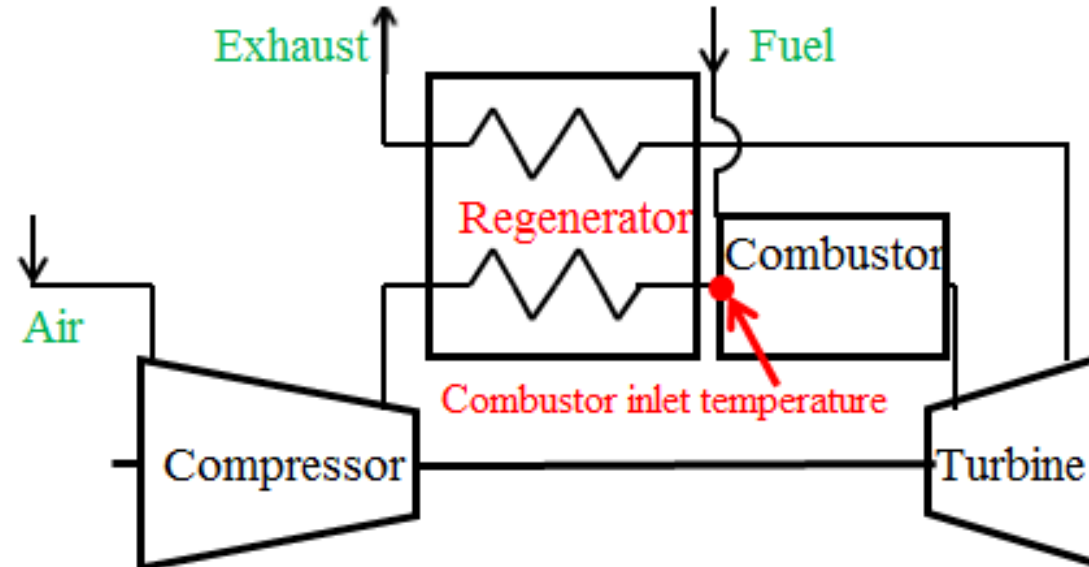 Exhaust
Fuel
Regenerator
Combustor
Air
Combustor inlet temperature
Compressor
Turbine